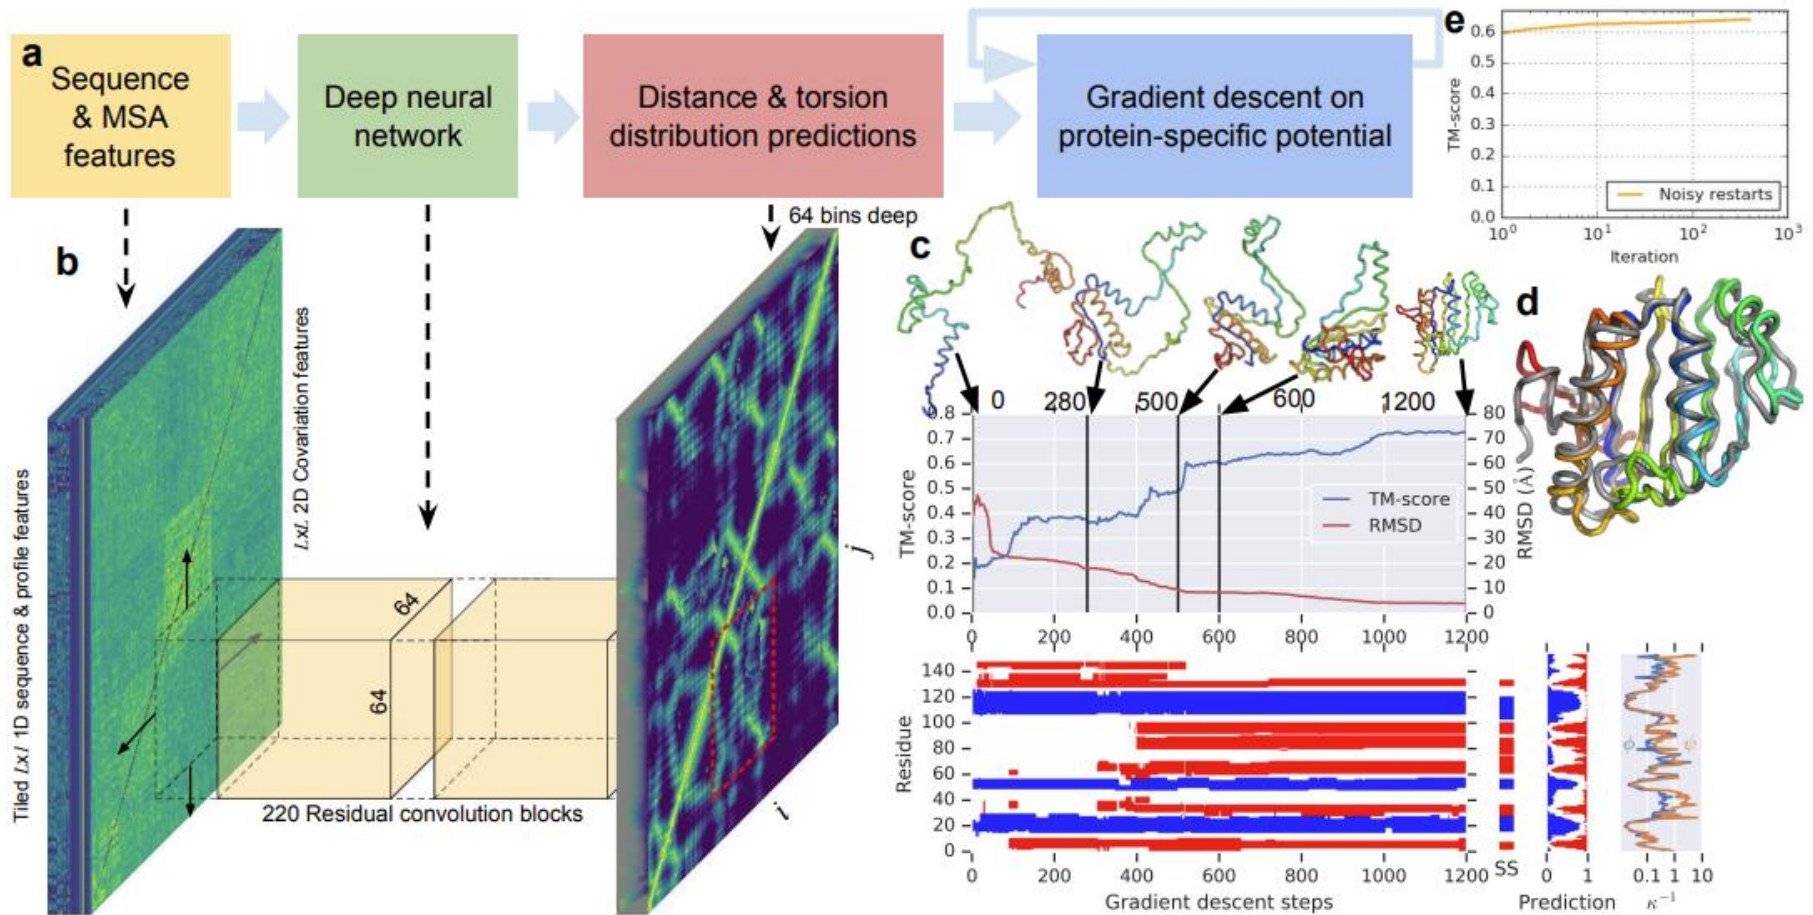 a
Sequence
& MSA
features
Deep neural
network
Distance & torsion
distribution predictions
Gradient descent on
protein-specific potential
e
0.6
0.5
0.4
0.3
0.2
0.1
0.0
TM-score
Noisy restarts
10⁰ 10¹ 10² 10³
Iteration
b
64 bins deep
Tiled Lx1 1D sequence & profile features
LxL 2D Covariation features
64
64
220 Residual convolution blocks
i
j
c
0 280 500 600 1200
0.8
0.7
0.6
0.5
0.4
0.3
0.2
0.1
0.0
TM-score
TM-score
RMSD
80
70
60
50
40
30
20
10
0
RMSD (Å)
0 200 400 600 800 1000 1200
d
140
120
100
80
60
40
20
0
Residue
0 200 400 600 800 1000 1200
Gradient descent steps
SS
0 1
Prediction
ϕ ψ
0.1 1 10
κ⁻¹